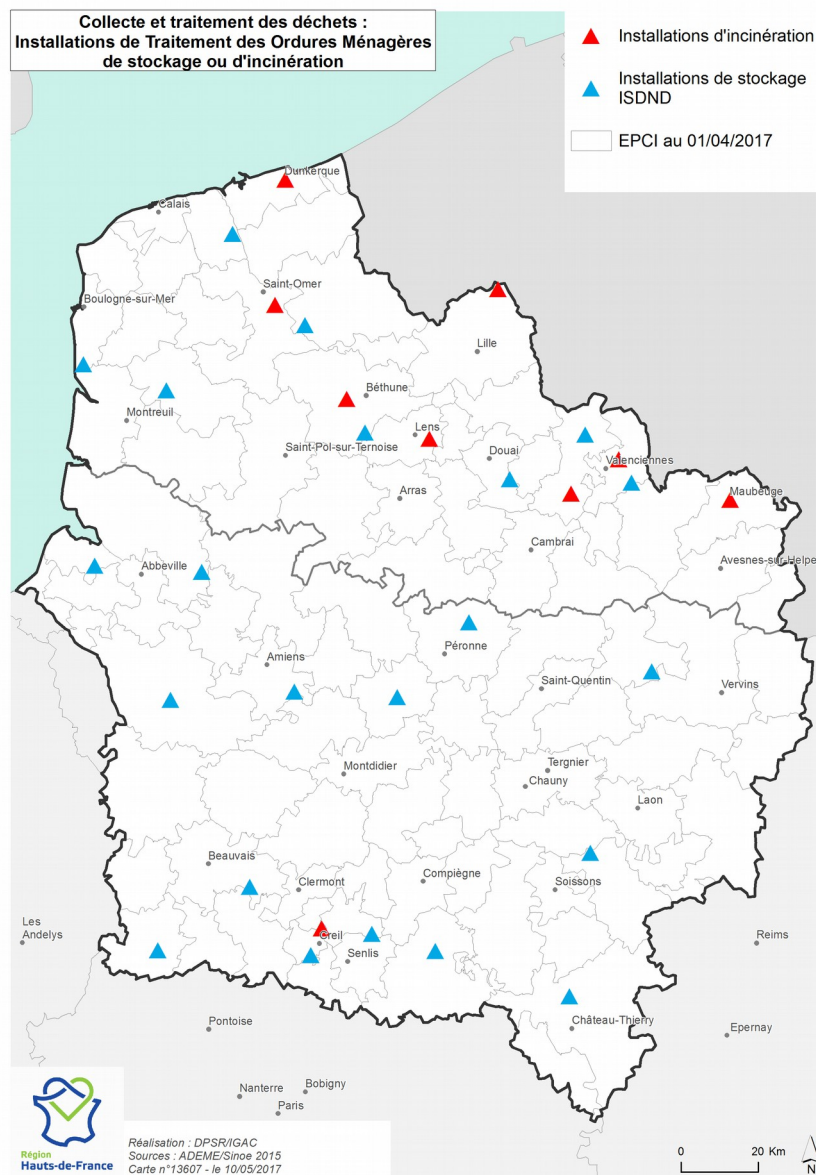 Collecte et traitement des déchets :
Installations de Traitement des Ordures Ménagères
de stockage ou d'incinération
Installations d'incinération
Installations de stockage
ISDND
EPCI au 01/04/2017
Dunkerque
Calais
Saint-Omer
Boulogne-sur-Mer
Lille
Béthune
Montreuil
Lens
Saint-Pol-sur-Ternoise
Douai
Valenciennes
Arras
Maubeuge
Cambrai
Avesnes-sur-Helpe
Abbeville
Péronne
Amiens
Saint-Quentin
Vervins
Montdidier
Tergnier
Chauny
Laon
Beauvais
Clermont
Compiègne
Soissons
Les
Andelys
Creil
Senlis
Reims
Pontoise
Château-Thierry
Epernay
Nanterre
Bobigny
Paris
Région
Hauts-de-France
Réalisation : DPSR/IGAC
Sources : ADEME/Sinoe 2015
Carte n°13607 - le 10/05/2017
0 20 Km
N